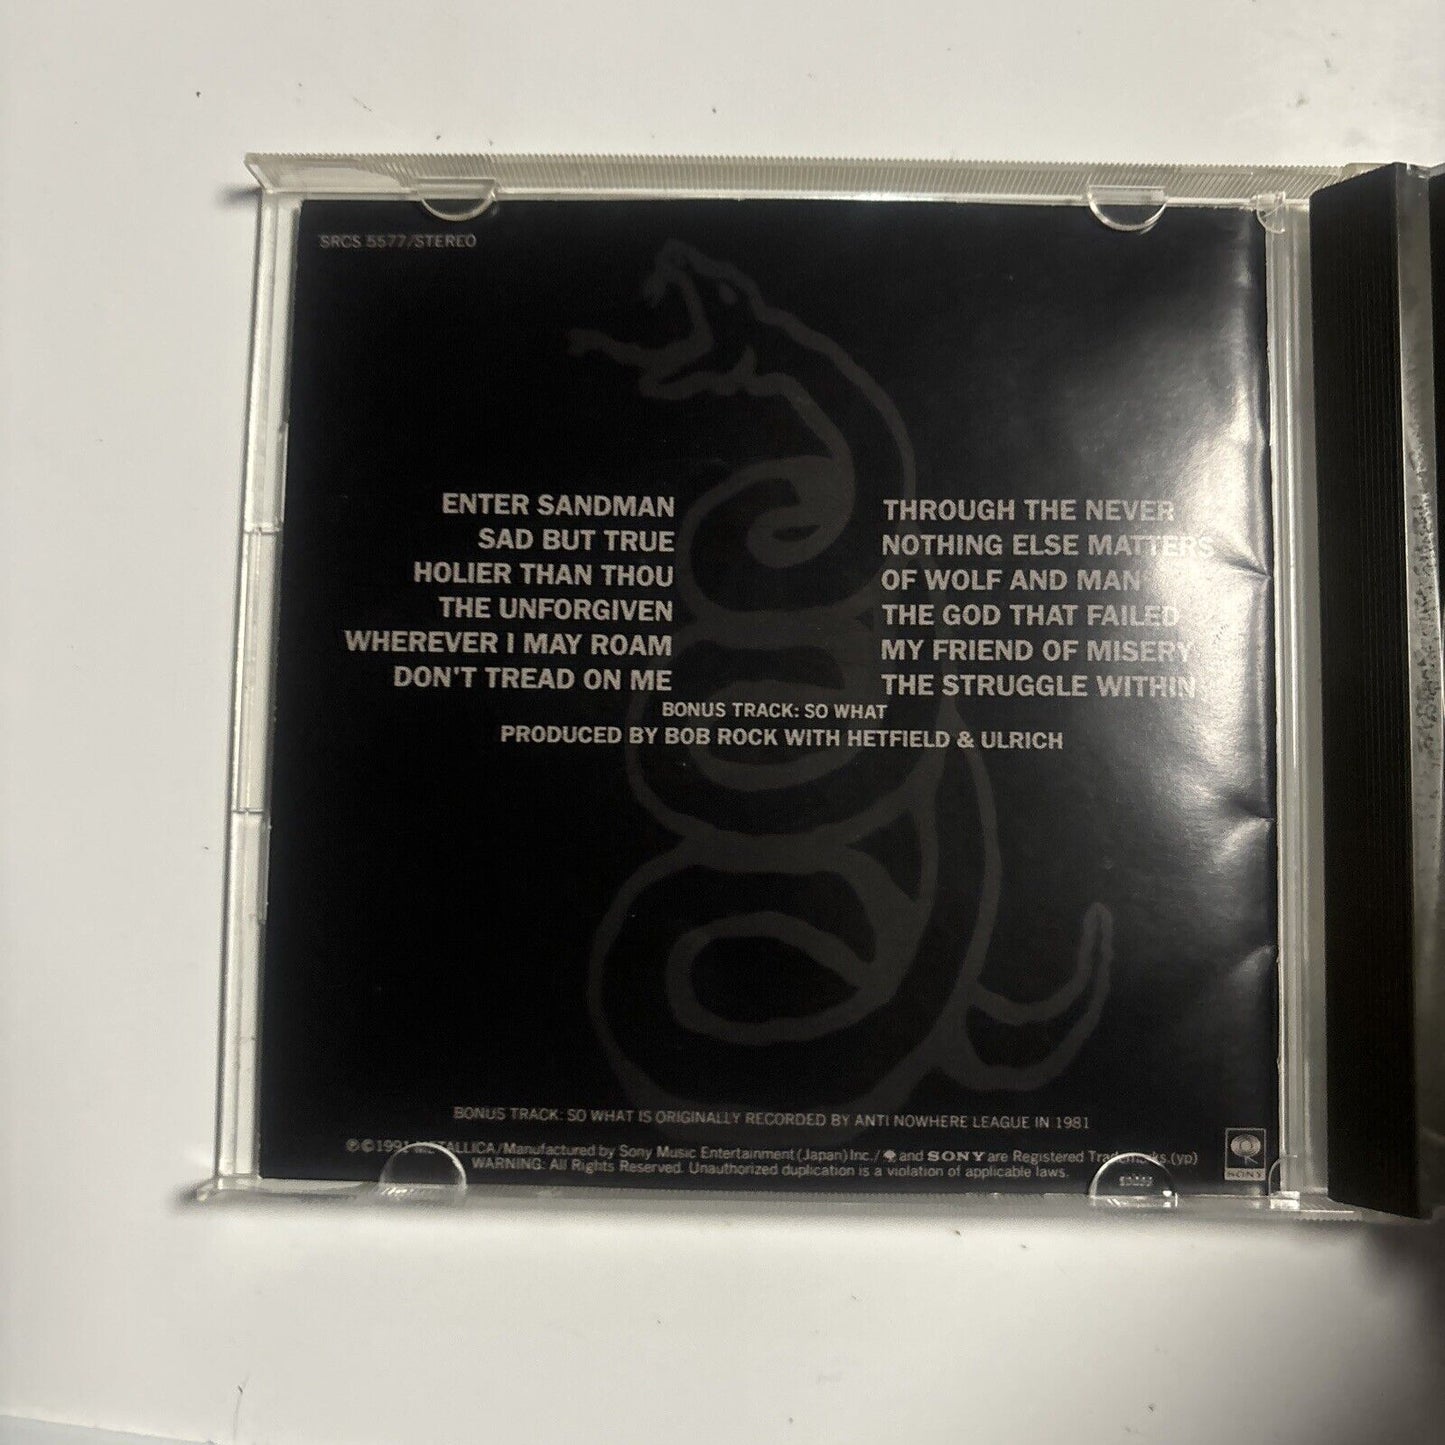 SRCS 5577/STEREO
ENTER SANDMAN
SAD BUT TRUE
HOLIER THAN THOU
THE UNFORGIVEN
WHEREVER I MAY ROAM
DON'T TREAD ON ME
THROUGH THE NEVER
NOTHING ELSE MATTERS
OF WOLF AND MAN
THE GOD THAT FAILED
MY FRIEND OF MISERY
THE STRUGGLE WITHIN
BONUS TRACK: SO WHAT
PRODUCED BY BOB ROCK WITH HETFIELD & ULRICH
BONUS TRACK: SO WHAT IS ORIGINALLY RECORDED BY ANTI NOWHERE LEAGUE IN 1981
℗©1991 METALLICA/Manufactured by Sony Music Entertainment (Japan) Inc./ and SONY are Registered Trademarks.(yp)
WARNING: All Rights Reserved. Unauthorized duplication is a violation of applicable laws.
SONY